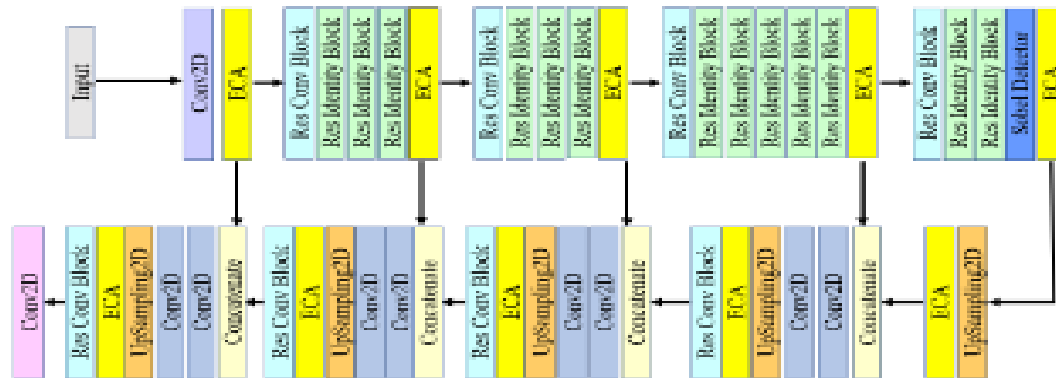 Input
Conv2D
ECA
Res Conv Block
Res Identity Block
Res Identity Block
Res Identity Block
ECA
Res Conv Block
Res Identity Block
Res Identity Block
Res Identity Block
ECA
Res Conv Block
Res Identity Block
Res Identity Block
Res Identity Block
Res Identity Block
Res Identity Block
ECA
Res Conv Block
Res Identity Block
Res Identity Block
Sobel Detetor
ECA
Conv2D
Res Conv Block
ECA
UpSampling2D
Conv2D
Conv2D
Concatenate
Res Conv Block
ECA
UpSampling2D
Conv2D
Conv2D
Concatenate
Res Conv Block
ECA
UpSampling2D
Conv2D
Conv2D
Concatenate
Res Conv Block
ECA
UpSampling2D
Conv2D
Conv2D
Concatenate
ECA
UpSampling2D